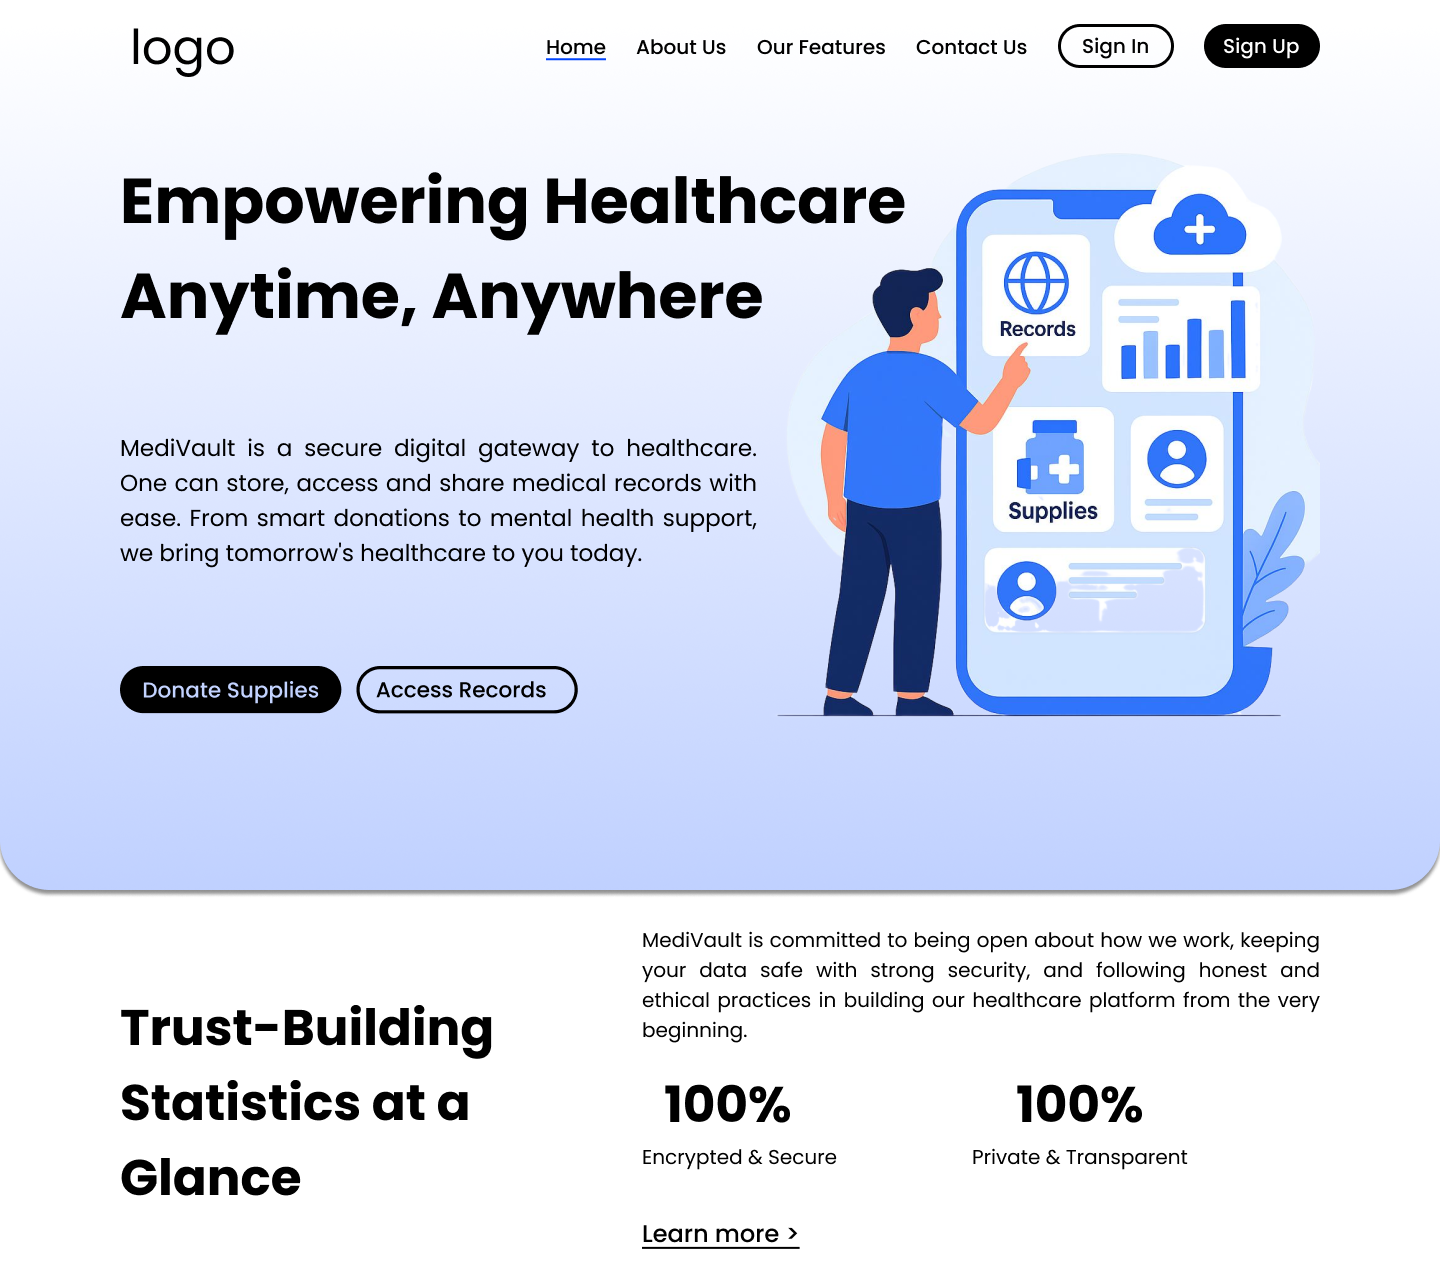 logo
Home About Us Our Features Contact Us Sign In Sign Up
Empowering Healthcare
Anytime, Anywhere
Records
MediVault is a secure digital gateway to healthcare.
One can store, access and share medical records with
ease. From smart donations to mental health support,
we bring tomorrow's healthcare to you today.
Supplies
Donate Supplies Access Records
MediVault is committed to being open about how we work, keeping
your data safe with strong security, and following honest and
ethical practices in building our healthcare platform from the very
beginning.
Trust-Building
Statistics at a
Glance
100% 100%
Encrypted & Secure Private & Transparent
Learn more >